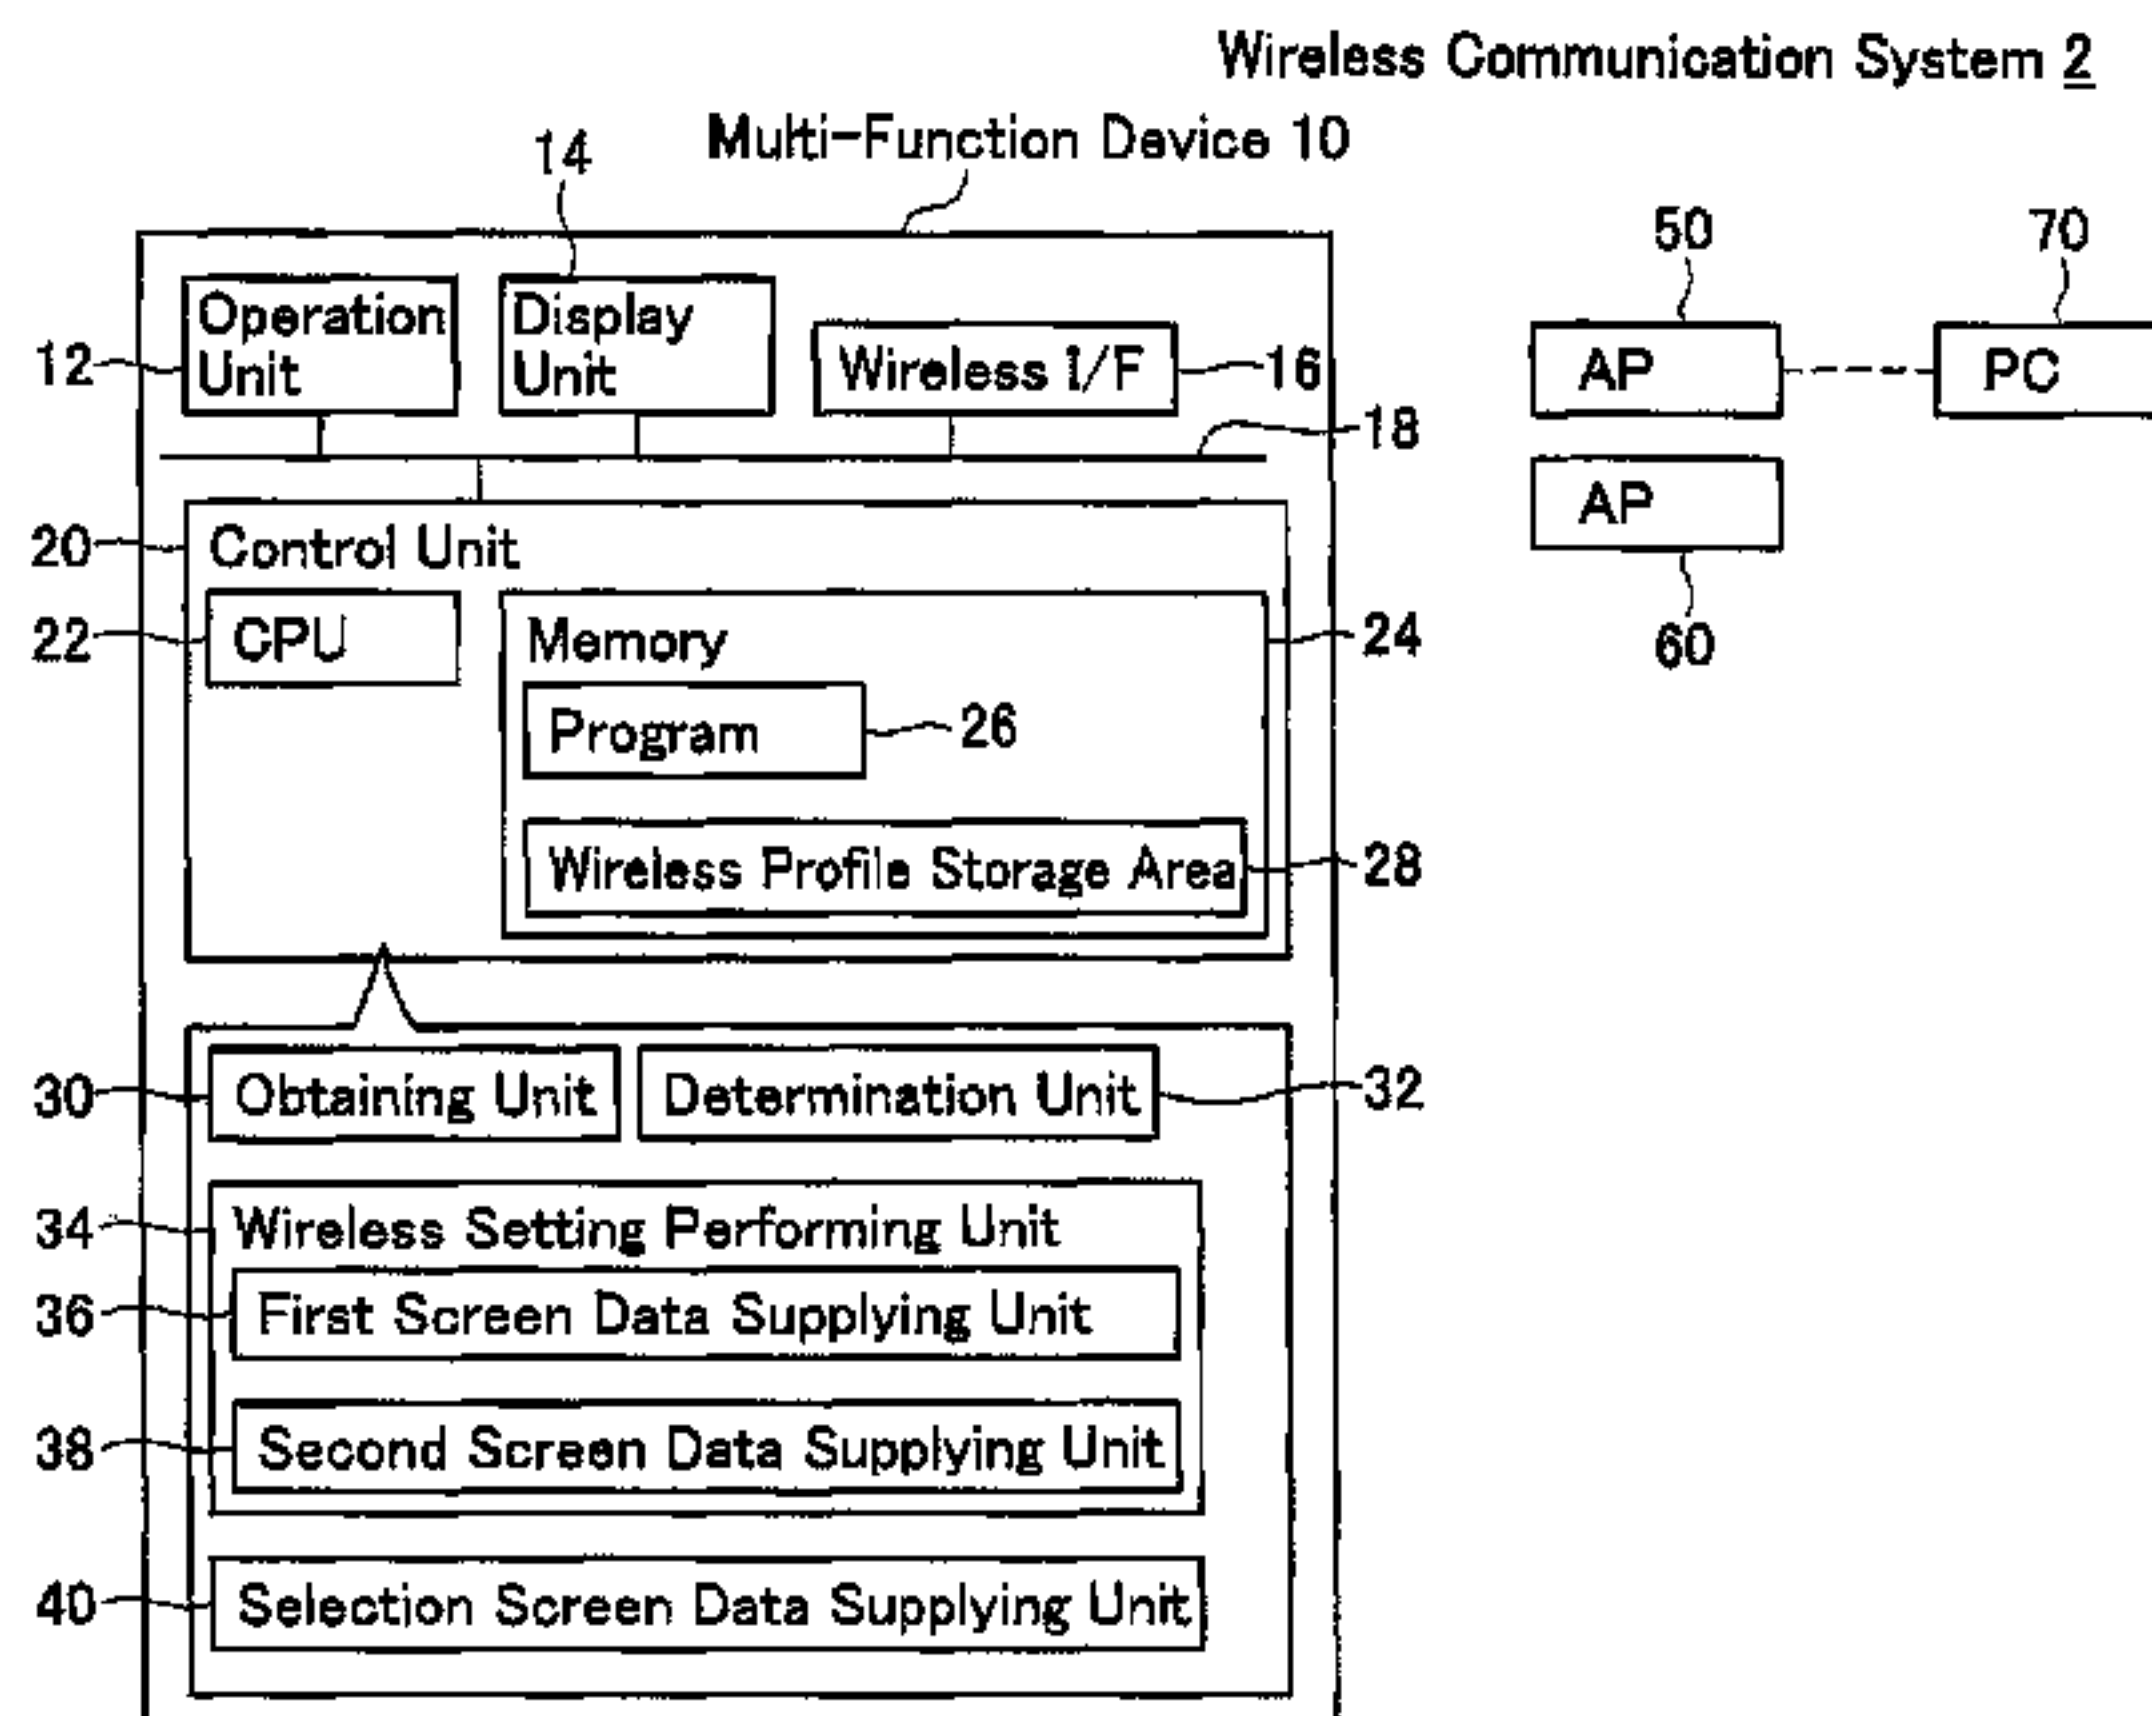 Wireless Communication System 2
Multi-Function Device 10
14
50
70
Operation
Unit
Display
Unit
Wireless I/F
12
16
AP
PC
18
AP
20
Control Unit
60
22
CPU
Memory
24
Program
26
Wireless Profile Storage Area
28
30
Obtaining Unit
Determination Unit
32
34
Wireless Setting Performing Unit
36
First Screen Data Supplying Unit
38
Second Screen Data Supplying Unit
40
Selection Screen Data Supplying Unit